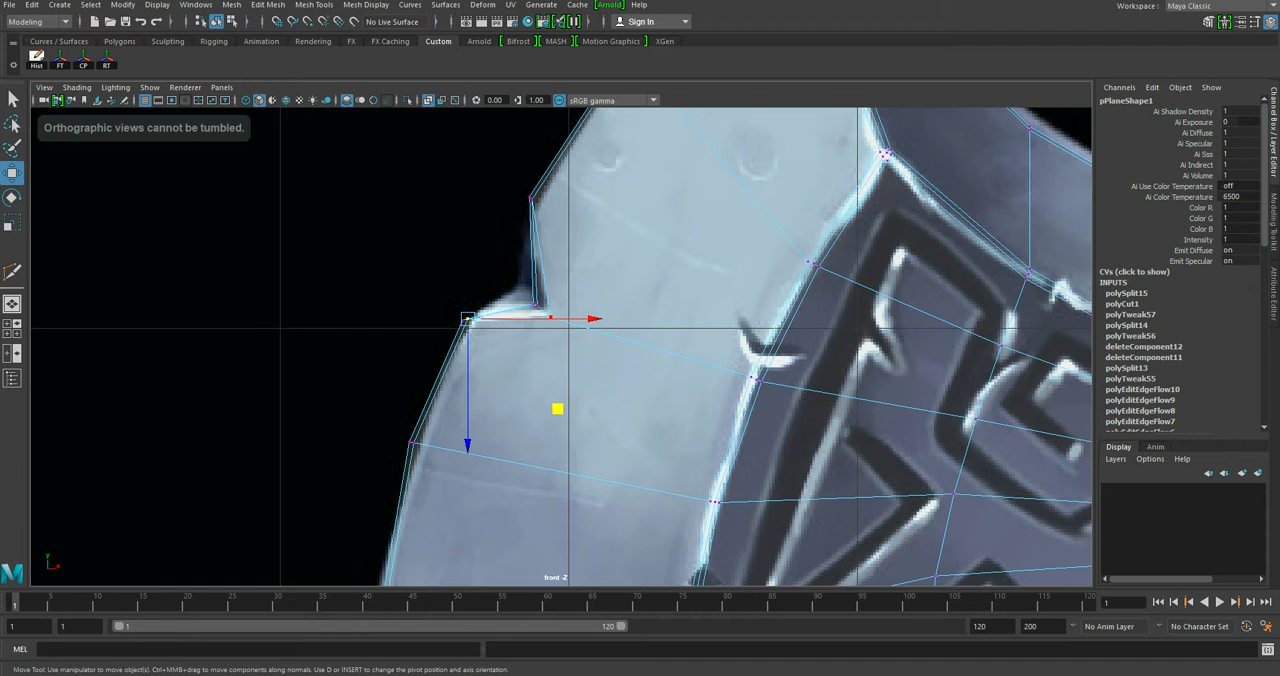 File Edit Create Select Modify Display Windows Mesh Edit Mesh Mesh Tools Mesh Display Curves Surfaces Deform UV Generate Cache [Arnold] Help
Workspace : Maya Classic
Modeling No Live Surface Sign In
Curves / Surfaces Polygons Sculpting Rigging Animation Rendering FX FX Caching Custom Arnold Bifrost MASH Motion Graphics XGen
Hist FT CP RT
View Shading Lighting Show Renderer Panels
0.00 1.00 sRGB gamma
Orthographic views cannot be tumbled.
front -Z
Channels Edit Object Show
pPlaneShape1
Ai Shadow Density 1
Ai Exposure 0
Ai Diffuse 1
Ai Specular 1
Ai Sss 1
Ai Indirect 1
Ai Volume 1
Ai Use Color Temperature off
Ai Color Temperature 6500
Color R 1
Color G 1
Color B 1
Intensity 1
Emit Diffuse on
Emit Specular on
CVs (click to show)
INPUTS
polySplit15
polyCut1
polyTweak57
polySplit14
polyTweak56
deleteComponent12
deleteComponent11
polySplit13
polyTweak55
polyEditEdgeFlow10
polyEditEdgeFlow9
polyEditEdgeFlow8
polyEditEdgeFlow7
Display Anim
Layers Options Help
Channel Box / Layer Editor
Modeling Toolkit
Attribute Editor
5 10 15 20 25 30 35 40 45 50 55 60 65 70 75 80 85 90 95 100 105 110 115 120
1 1
1 1 1 120 120 200 No Anim Layer No Character Set
MEL
Move Tool: Use manipulator to move object(s). Ctrl+MMB+drag to move components along normals. Use D or INSERT to change the pivot position and axis orientation.